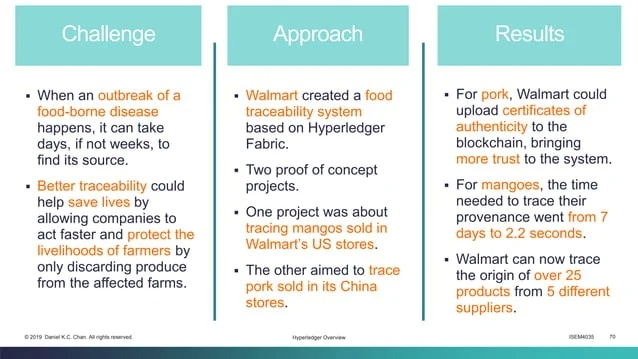 Challenge
▪ When an outbreak of a
food-borne disease
happens, it can take
days, if not weeks, to
find its source.
▪ Better traceability could
help save lives by
allowing companies to
act faster and protect the
livelihoods of farmers by
only discarding produce
from the affected farms.
Approach
▪ Walmart created a food
traceability system
based on Hyperledger
Fabric.
▪ Two proof of concept
projects.
▪ One project was about
tracing mangos sold in
Walmart's US stores.
▪ The other aimed to trace
pork sold in its China
stores.
Results
▪ For pork, Walmart could
upload certificates of
authenticity to the
blockchain, bringing
more trust to the system.
▪ For mangoes, the time
needed to trace their
provenance went from 7
days to 2.2 seconds.
▪ Walmart can now trace
the origin of over 25
products from 5 different
suppliers.
© 2019 Daniel K.C. Chan. All rights reserved
Hyperledger Overview
ISEM4035 70